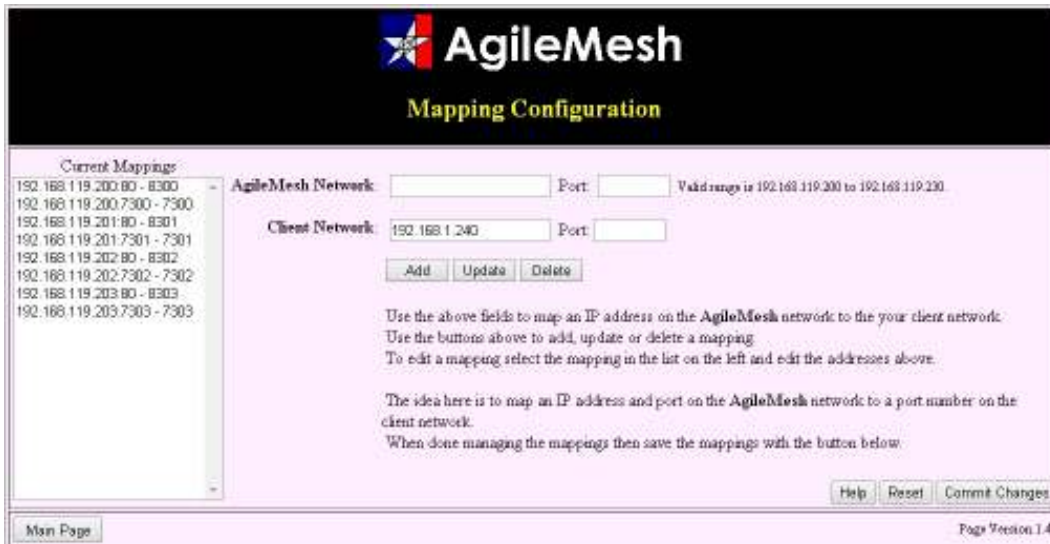 AgileMesh
Mapping Configuration
Current Mappings
192.168.119.200:80 - 8300
192.168.119.200:7300 - 7300
192.168.119.201:80 - 8301
192.168.119.201:7301 - 7301
192.168.119.202:80 - 8302
192.168.119.202:7302 - 7302
192.168.119.203:80 - 8303
192.168.119.203:7303 - 7303
AgileMesh Network: Port: Valid range is 192.168.119.200 to 192.168.119.230.
Client Network: 192.168.1.240 Port:
Add Update Delete
Use the above fields to map an IP address on the AgileMesh network to the your client network.
Use the buttons above to add, update or delete a mapping.
To edit a mapping select the mapping in the list on the left and edit the addresses above.
The idea here is to map an IP address and port on the AgileMesh network to a port number on the
client network.
When done managing the mappings then save the mappings with the button below.
Help Reset Commit Changes
Main Page
Page Version 1.4